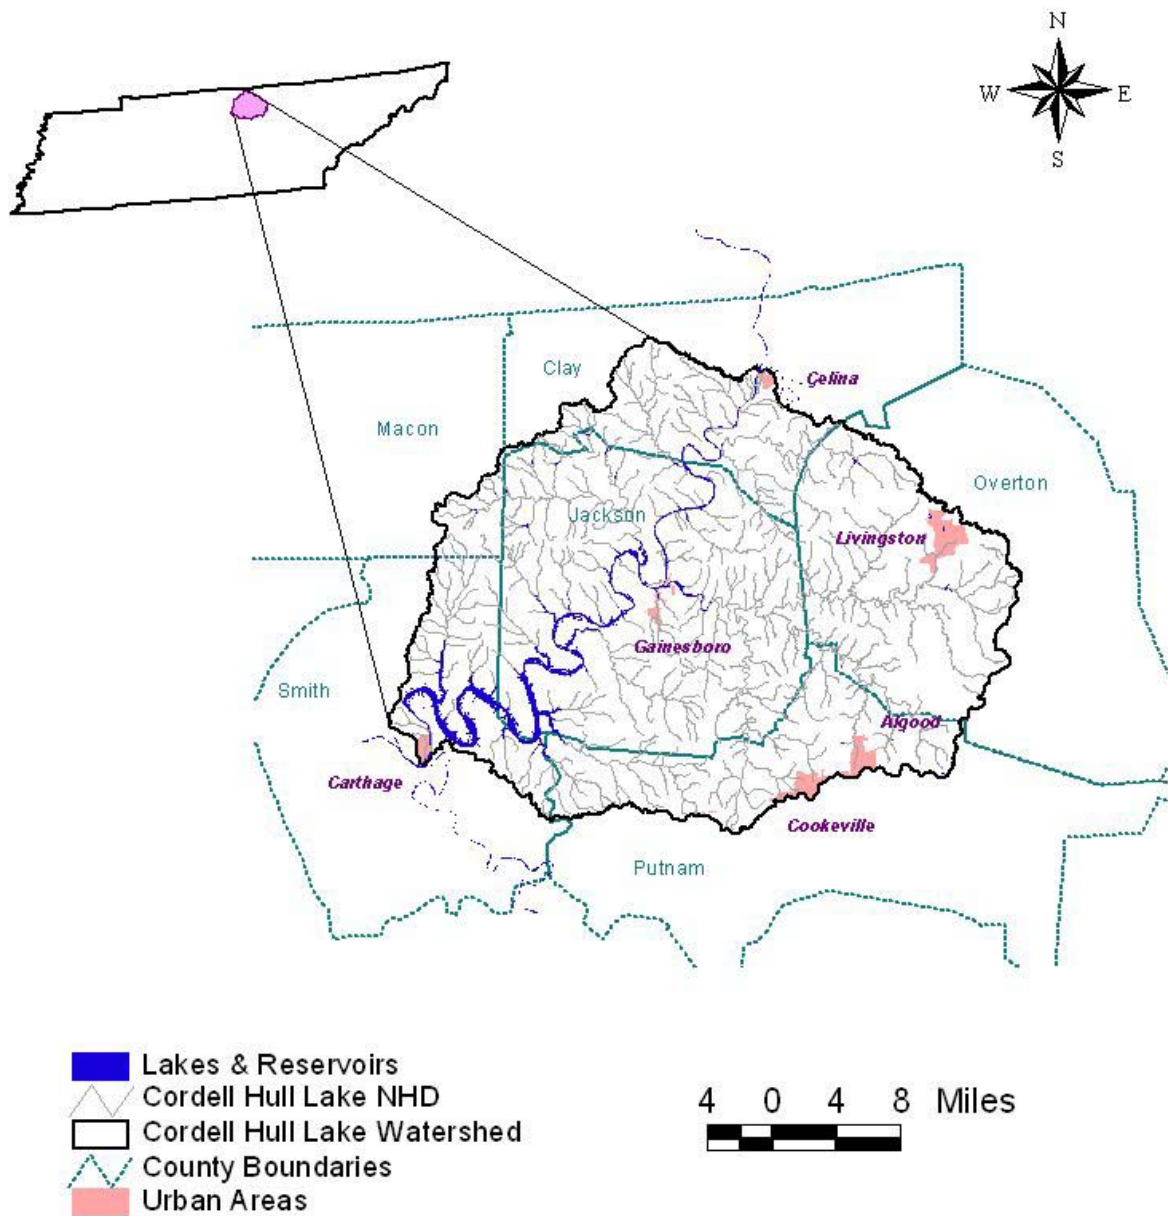 N
W E
S
Clay
Çelina
Macon
Overton
Jackson
Livingston
Gainesboro
Smith
Algood
Carthage
Cookeville
Putnam
Lakes & Reservoirs
Cordell Hull Lake NHD
4 0 4 8 Miles
Cordell Hull Lake Watershed
County Boundaries
Urban Areas